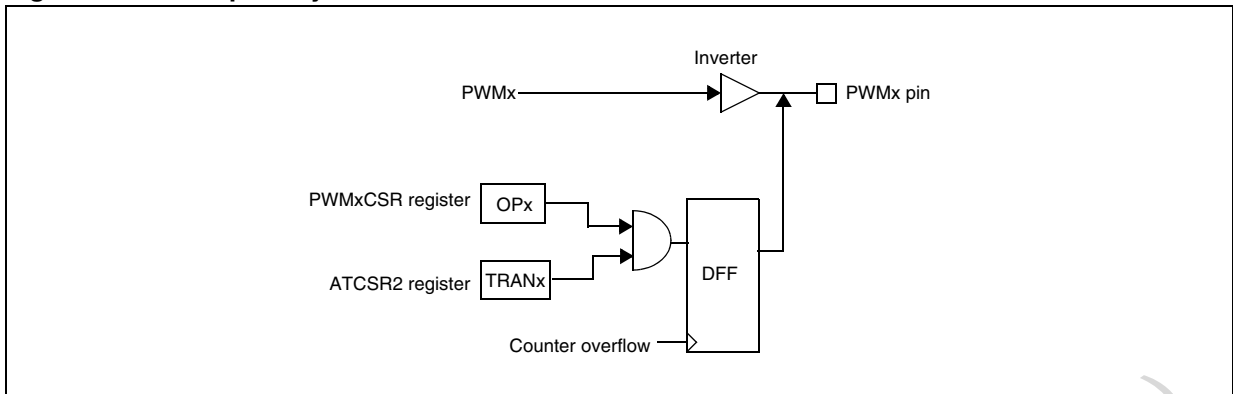 Inverter
PWMx
PWMx pin
PWMxCSR register
OPx
ATCSR2 register
TRANx
DFF
Counter overflow